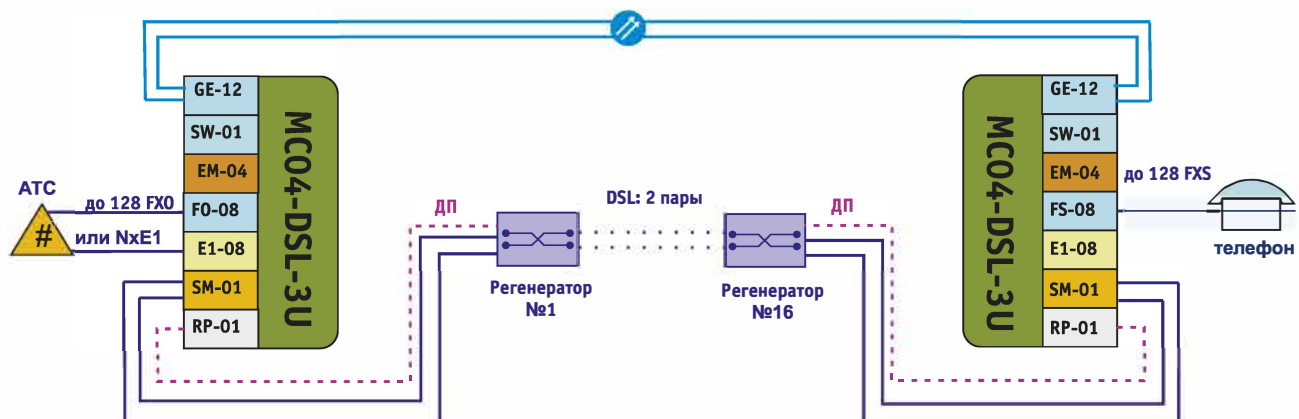 GE-12
SW-01
EM-04
FO-08
E1-08
SM-01
RP-01
MC04-DSL-3U
АТС
#
до 128 FXO
или NxE1
ДП
DSL: 2 пары
ДП
Регенератор
№1
Регенератор
№16
MC04-DSL-3U
GE-12
SW-01
EM-04
FS-08
E1-08
SM-01
RP-01
до 128 FXS
телефон